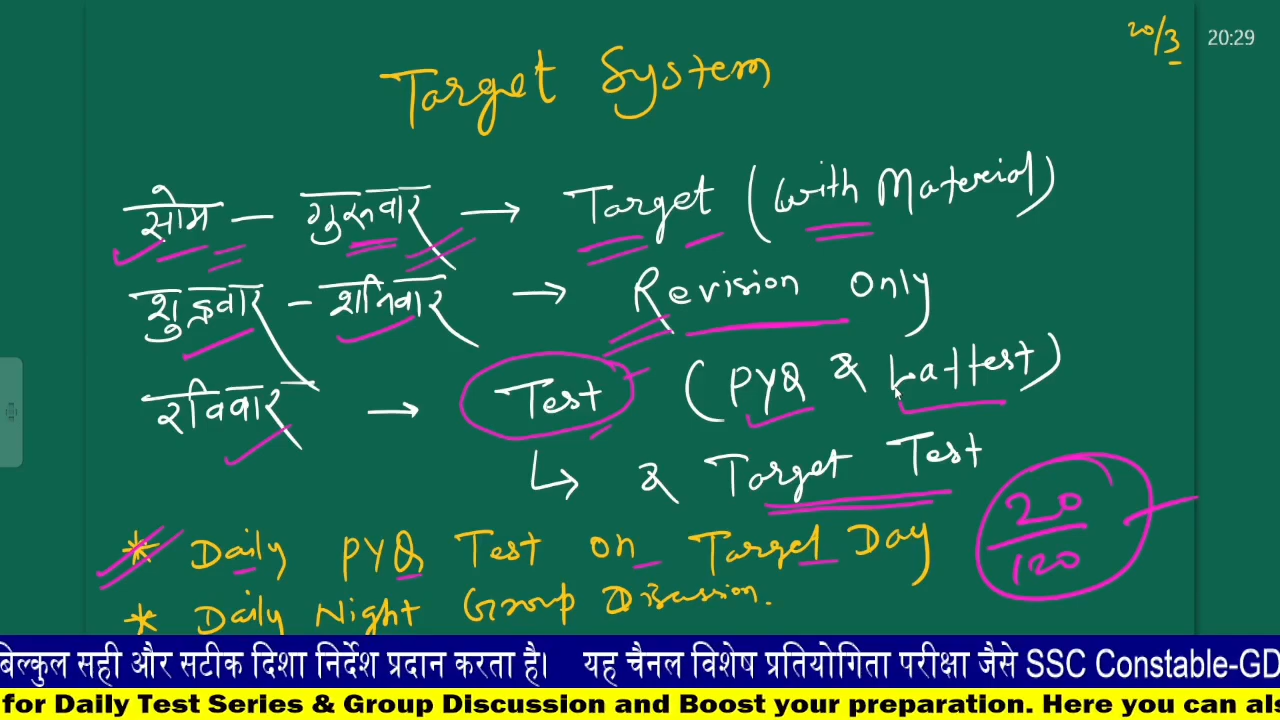 20/3 20:29
Target System
सोम - गुरुवार → Target (with Material)
शुक्रवार - शनिवार → Revision Only
रविवार → Test (PYQ & Lattest)
↳ & Target Test
20/120
* Daily PYQ Test on Target Day
* Daily Night Group Discussion.
बिल्कुल सही और सटीक दिशा निर्देश प्रदान करता है। यह चैनल विशेष प्रतियोगिता परीक्षा जैसे SSC Constable-GD
for Daily Test Series & Group Discussion and Boost your preparation. Here you can als